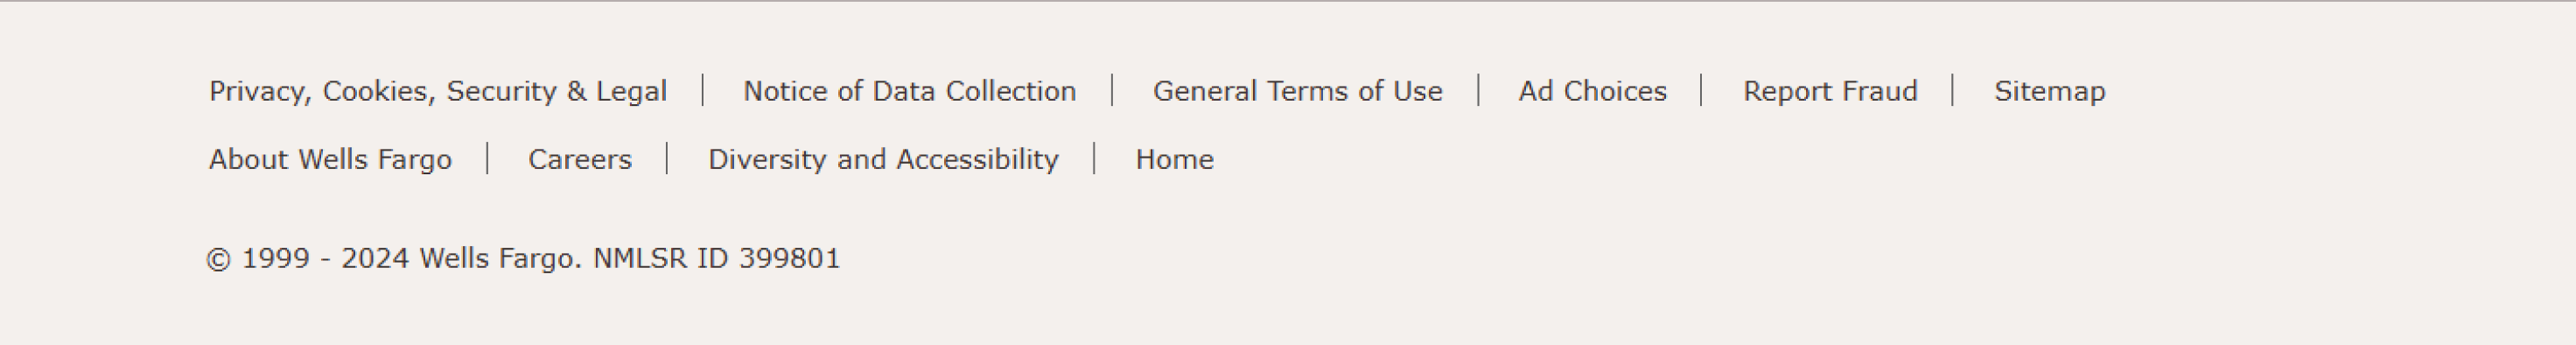 Privacy, Cookies, Security & Legal | Notice of Data Collection | General Terms of Use | Ad Choices | Report Fraud | Sitemap
About Wells Fargo | Careers | Diversity and Accessibility | Home
© 1999 - 2024 Wells Fargo. NMLSR ID 399801